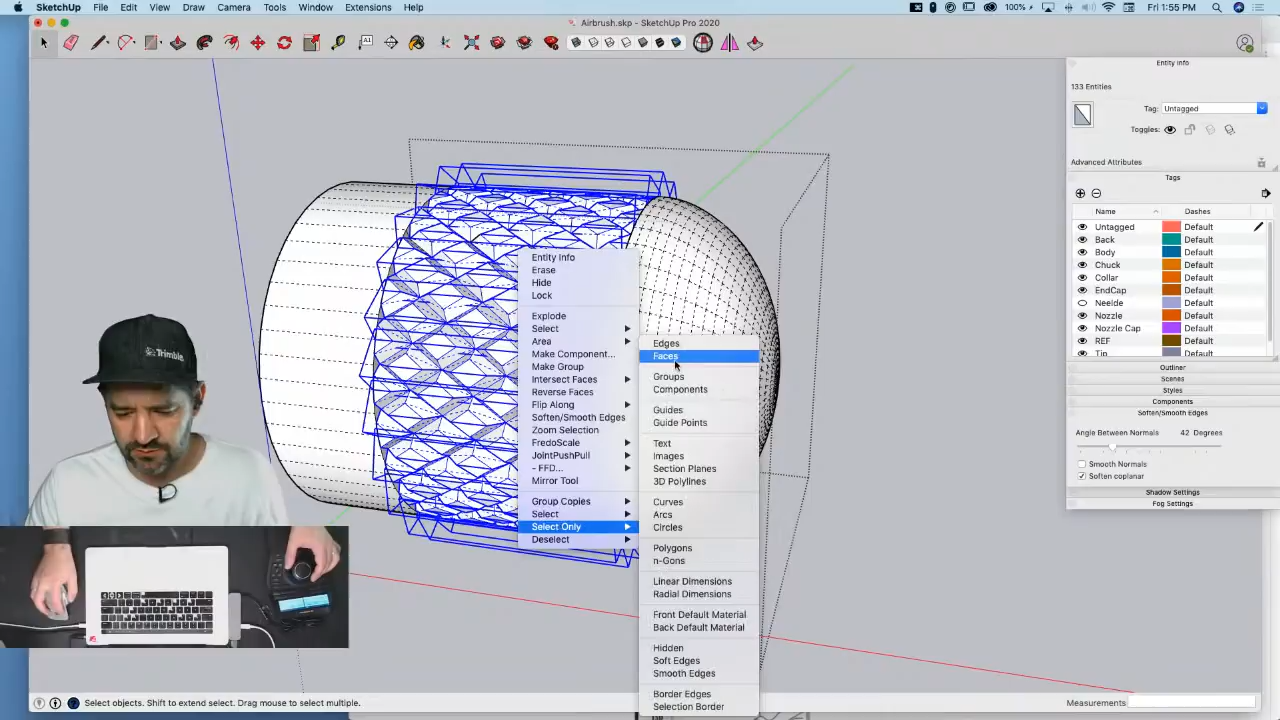 SketchUp File Edit View Draw Camera Tools Window Extensions Help 100% Fri 1:55 PM
Airbrush.skp - SketchUp Pro 2020
A1
Entity Info
133 Entities
Tag: Untagged
Toggles:
Advanced Attributes
Tags
Name Dashes
Untagged Default
Back Default
Body Default
Chuck Default
Collar Default
EndCap Default
Neelde Default
Nozzle Default
Nozzle Cap Default
REF Default
Tip Default
Outliner
Scenes
Styles
Components
Soften/Smooth Edges
Angle Between Normals 42 Degrees
Smooth Normals
Soften coplanar
Shadow Settings
Fog Settings
Entity Info
Erase
Hide
Lock
Explode
Select
Area
Make Component...
Make Group
Intersect Faces
Reverse Faces
Flip Along
Soften/Smooth Edges
Zoom Selection
FredoScale
JointPushPull
- FFD...
Mirror Tool
Group Copies
Select
Select Only
Deselect
Edges
Faces
Groups
Components
Guides
Guide Points
Text
Images
Section Planes
3D Polylines
Curves
Arcs
Circles
Polygons
n-Gons
Linear Dimensions
Radial Dimensions
Front Default Material
Back Default Material
Hidden
Soft Edges
Smooth Edges
Border Edges
Selection Border
Trimble.
Select objects. Shift to extend select. Drag mouse to select multiple.
Measurements